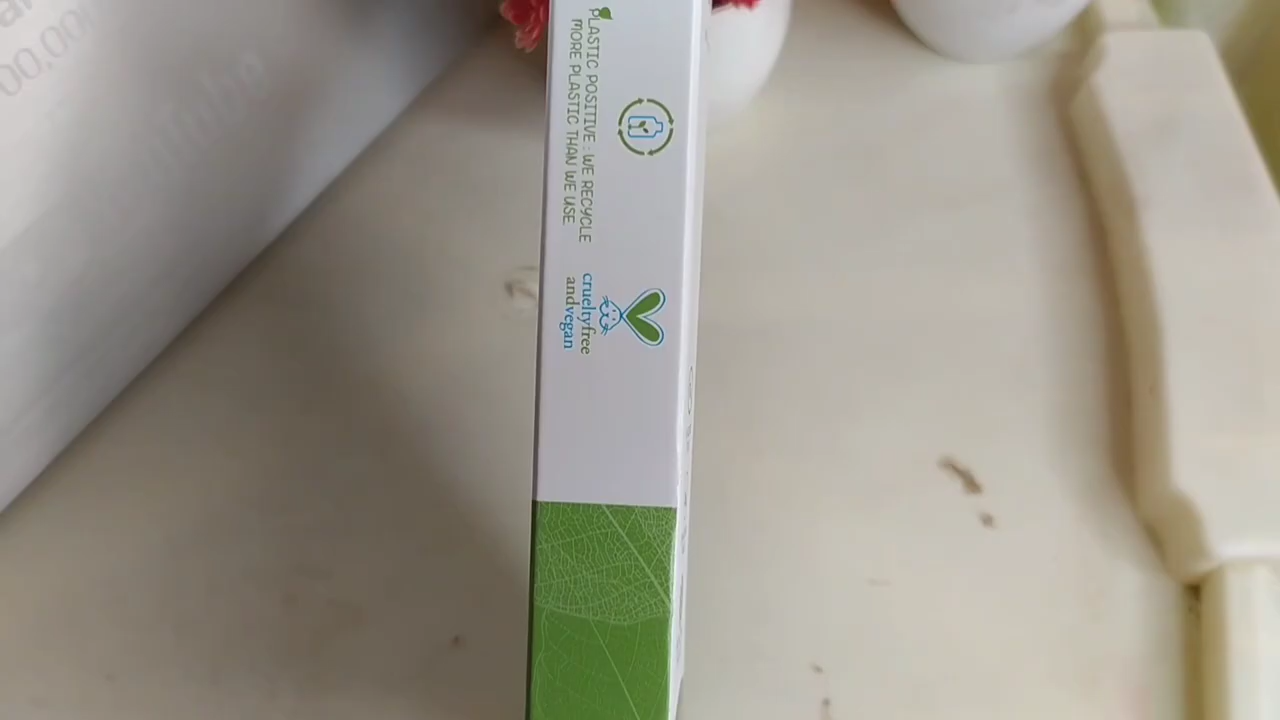 PLASTIC POSITIVE : WE RECYCLE
MORE PLASTIC THAN WE USE
crueltyfree
andvegan